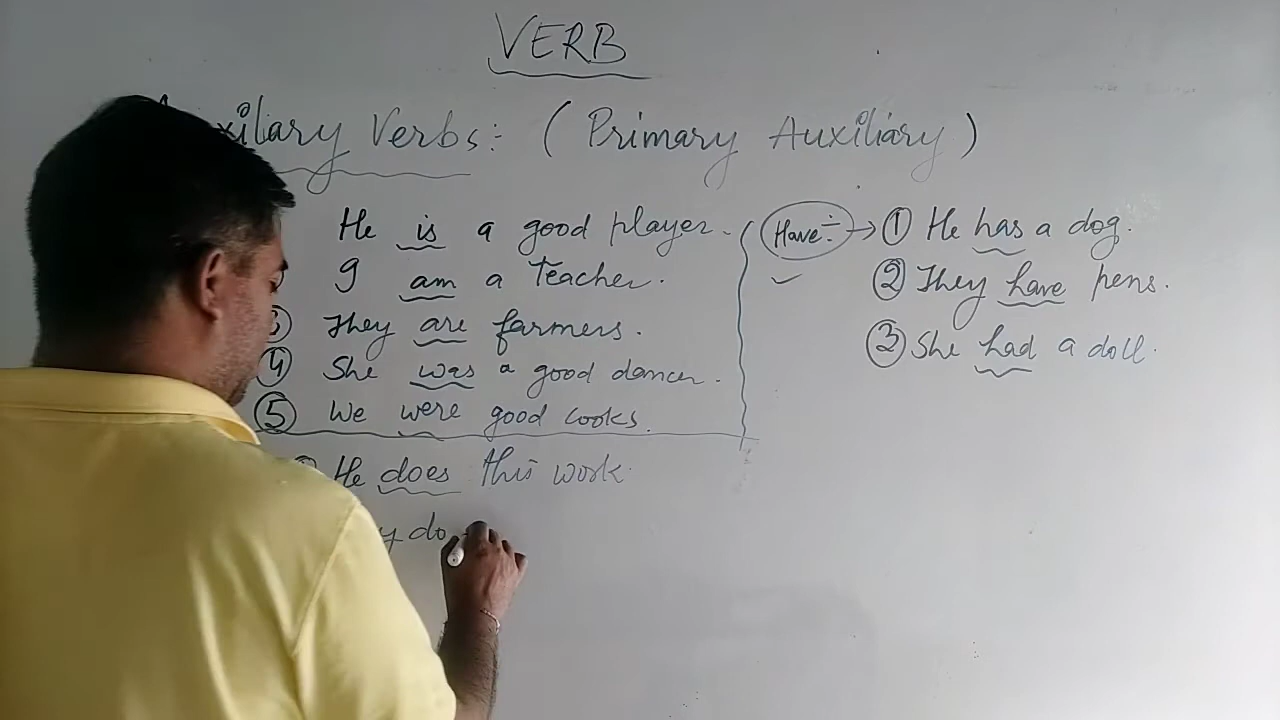 VERB
Verbs:- ( Primary Auxiliary )
He is a good player.
I am a teacher.
They are farmers.
④ She was a good dancer.
⑤ We were good cooks.
He does this work.
do
Have:- → ① He has a dog.
② They have pens.
③ She had a doll.